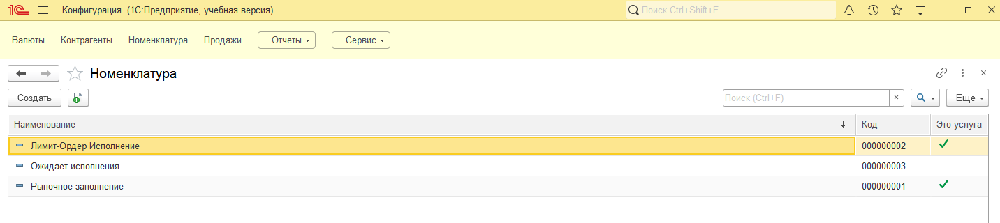 1С Конфигурация (1С:Предприятие, учебная версия) Поиск Ctrl+Shift+F
Валюты Контрагенты Номенклатура Продажи Отчеты Сервис
Номенклатура
Создать Поиск (Ctrl+F) × Еще
Наименование ↓ Код Это услуга
Лимит-Ордер Исполнение 000000002
Ожидает исполнения 000000003
Рыночное заполнение 000000001